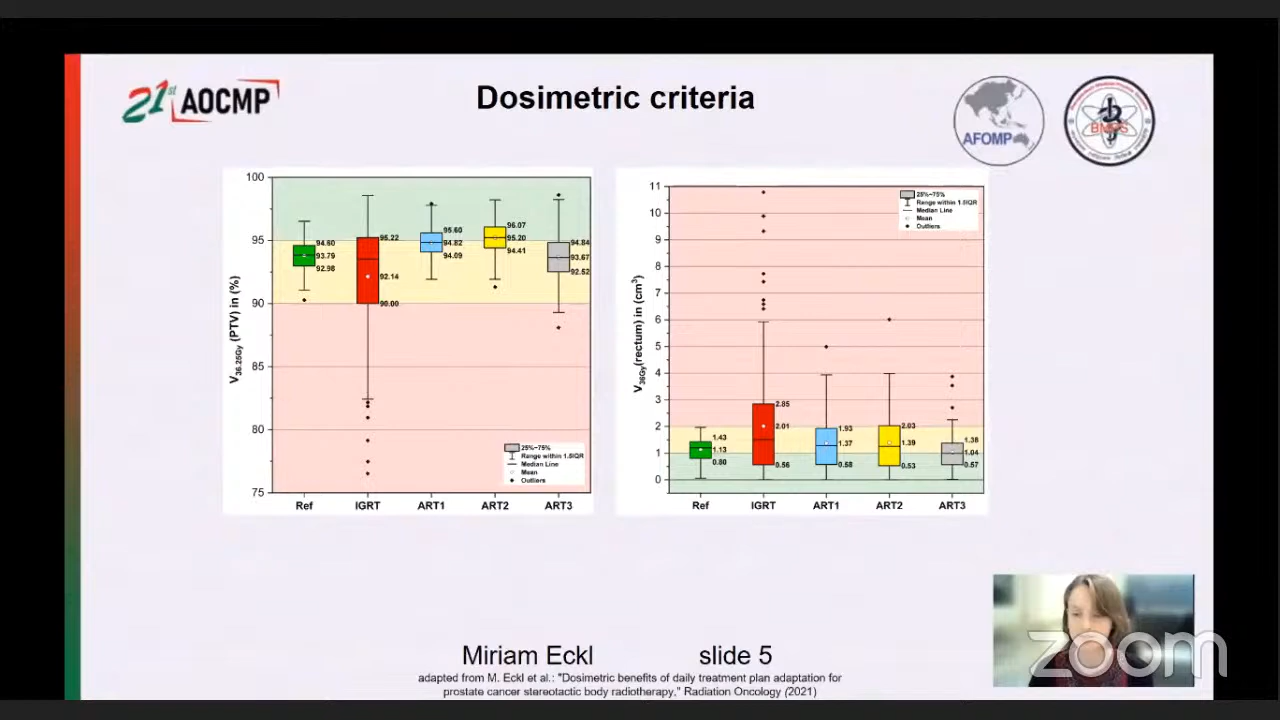 21st AOCMP
Dosimetric criteria
AFOMP
BMPS
100
95
90
85
80
75
V36.25Gy (PTV) in (%)
94.60
93.79
92.98
95.22
92.14
90.00
95.60
94.82
94.09
96.07
95.20
94.41
94.84
93.67
92.52
25%~75%
Range within 1.5IQR
Median Line
Mean
Outliers
Ref IGRT ART1 ART2 ART3
11
10
9
8
7
6
5
4
3
2
1
0
V36Gy(rectum) in (cm3)
25%~75%
Range within 1.5IQR
Median Line
Mean
Outliers
1.43
1.13
0.80
2.85
2.01
0.56
1.93
1.37
0.58
2.03
1.39
0.53
1.38
1.04
0.57
Ref IGRT ART1 ART2 ART3
Miriam Eckl slide 5
adapted from M. Eckl et al.: "Dosimetric benefits of daily treatment plan adaptation for
prostate cancer stereotactic body radiotherapy," Radiation Oncology (2021)
zoom